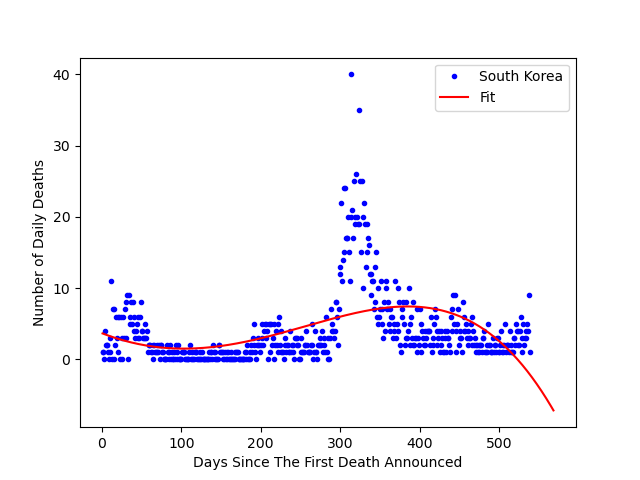 South Korea
Fit
40
30
20
10
0
Number of Daily Deaths
0 100 200 300 400 500
Days Since The First Death Announced